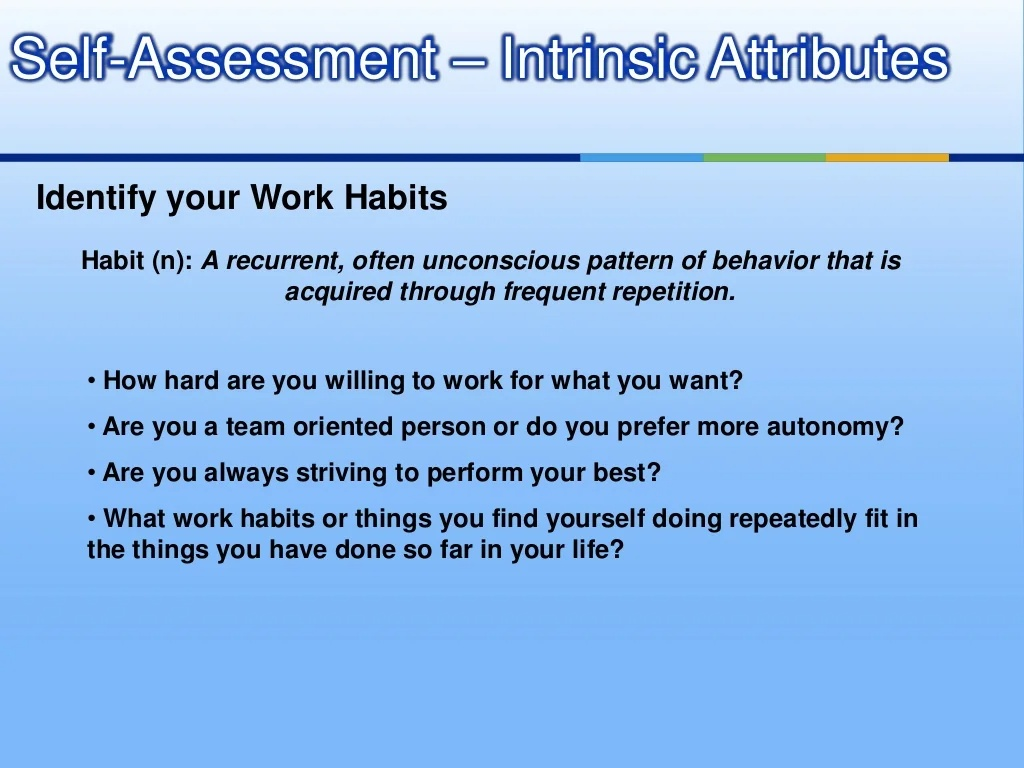 Self-Assessment – Intrinsic Attributes
Identify your Work Habits
Habit (n): A recurrent, often unconscious pattern of behavior that is
acquired through frequent repetition.
• How hard are you willing to work for what you want?
• Are you a team oriented person or do you prefer more autonomy?
• Are you always striving to perform your best?
• What work habits or things you find yourself doing repeatedly fit in
the things you have done so far in your life?